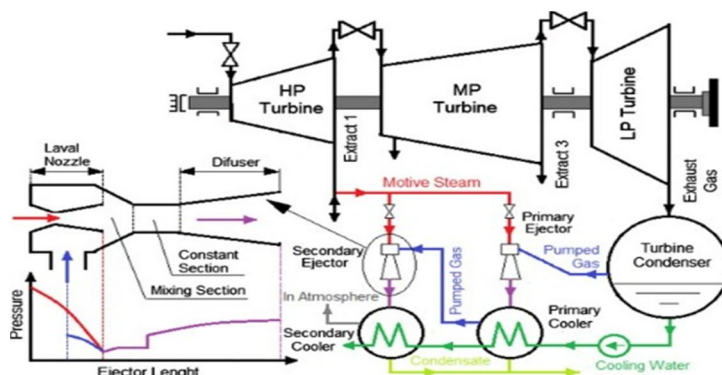 HP
Turbine
MP
Turbine
LP Turbine
Extract 1
Extract 3
Exhaust
Gas
Laval
Nozzle
Difuser
Motive Steam
Primary
Ejector
Secondary
Ejector
Pumped Gas
Pumped
Gas
Turbine
Condenser
Constant
Section
Mixing Section
In Atmosphere
Secondary
Cooler
Primary
Cooler
Condensate
Cooling Water
Pressure
Ejector Lenght